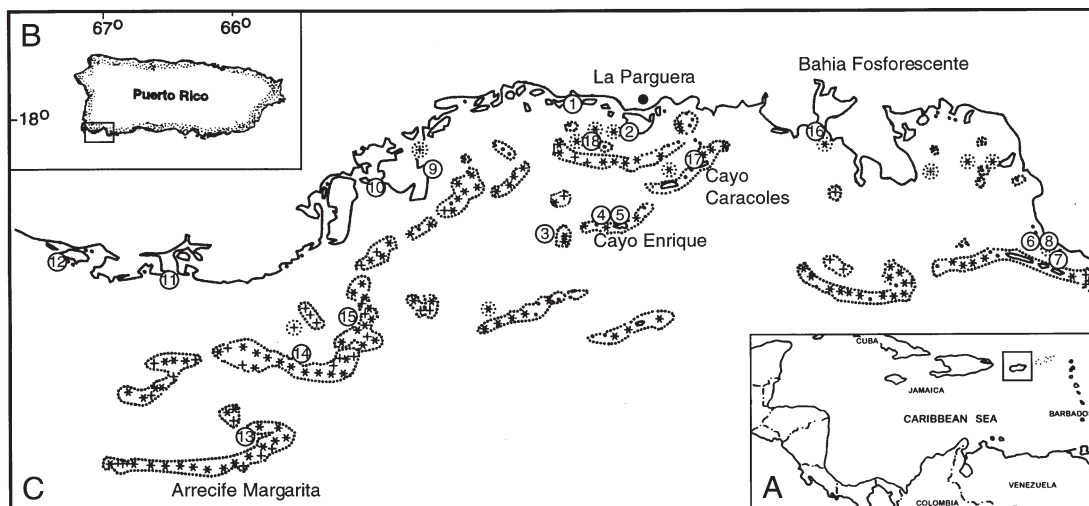 B
67° 66°
Puerto Rico
18°
La Parguera
Bahia Fosforescente
1
2
16
18
9
17
10
Cayo
Caracoles
4 5
3
Cayo Enrique
6 8
7
12
11
15
14
13
Arrecife Margarita
C
CUBA
JAMAICA
CARIBBEAN SEA
BARBADO
VENEZUELA
COLOMBIA
A